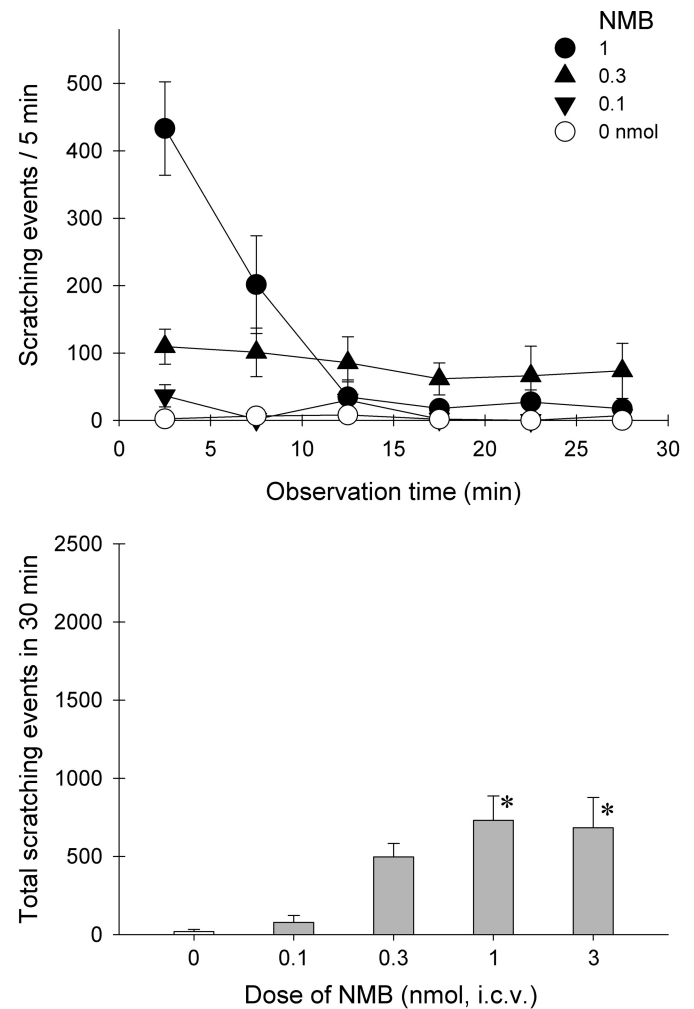 NMB
1
0.3
0.1
0 nmol
Scratching events / 5 min
500
400
300
200
100
0
0 5 10 15 20 25 30
Observation time (min)
Total scratching events in 30 min
2500
2000
1500
1000
500
0
* *
0 0.1 0.3 1 3
Dose of NMB (nmol, i.c.v.)